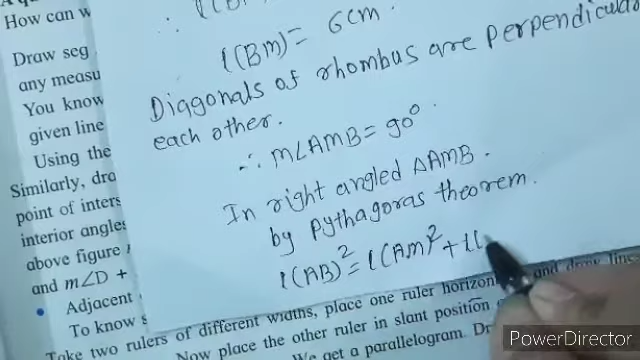 How can w
Draw seg
any measu
You know
given line
Using the
Similarly, dra
point of inters
interior angles
above figure
and m∠D +
Adjacent
To know s
Take two rulers of different widths, place one ruler horizon and draw lines
Now place the other ruler in slant position
We get a parallelogram.
l(BM) = 6cm.
Diagonals of rhombus are perpendicular
each other.
∴ m∠AMB = 90°.
In right angled △AMB.
by Pythagoras theorem.
l(AB)² = l(AM)² + l(
PowerDirector